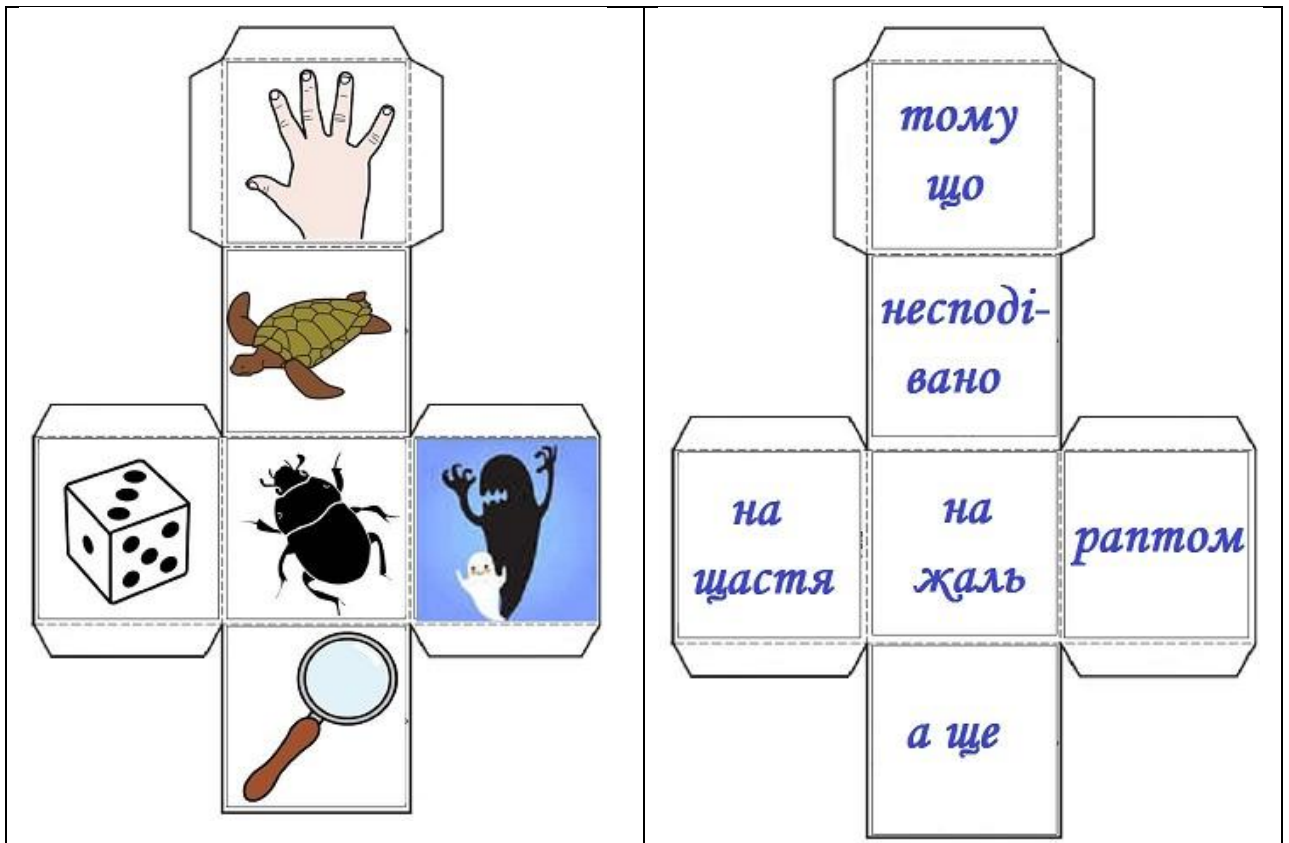 тому
що
несподі-
вано
на
щастя
на
жаль
раптом
а ще